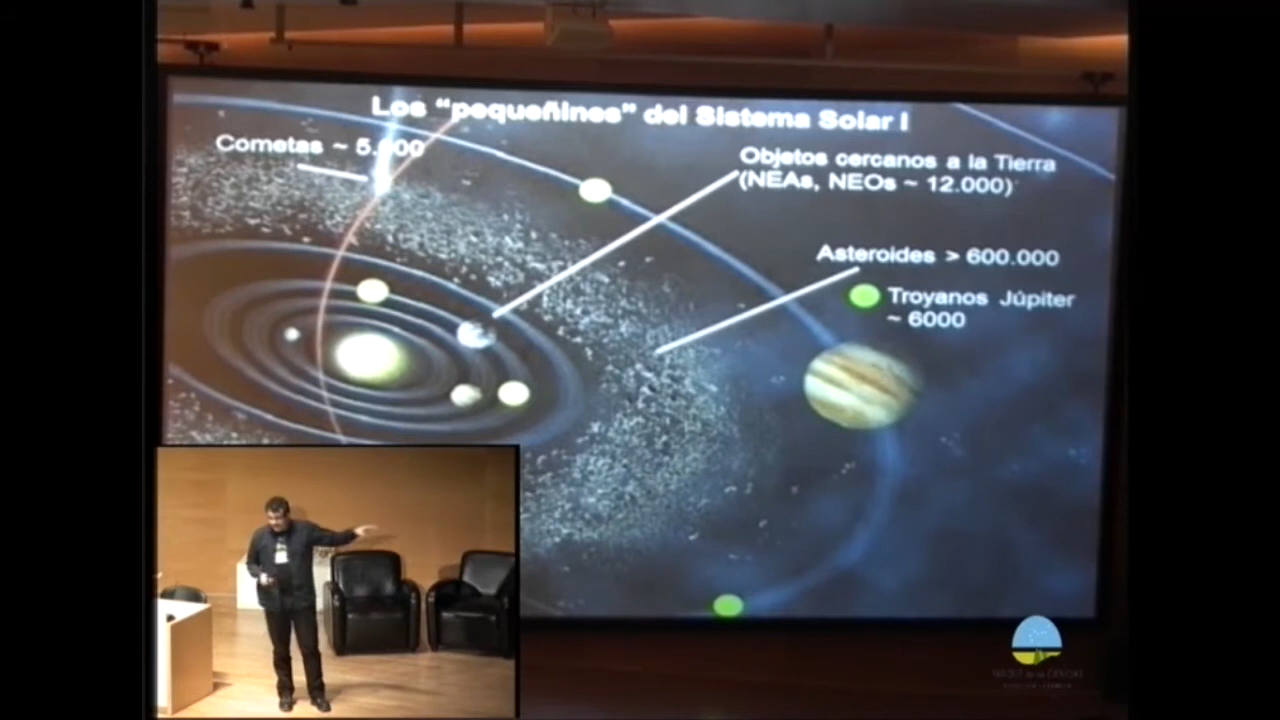 Los “pequeñines” del Sistema Solar I
Cometas ~ 5.000
Objetos cercanos a la Tierra
(NEAs, NEOs ~ 12.000)
Asteroides > 600.000
Troyanos Júpiter
~ 6000